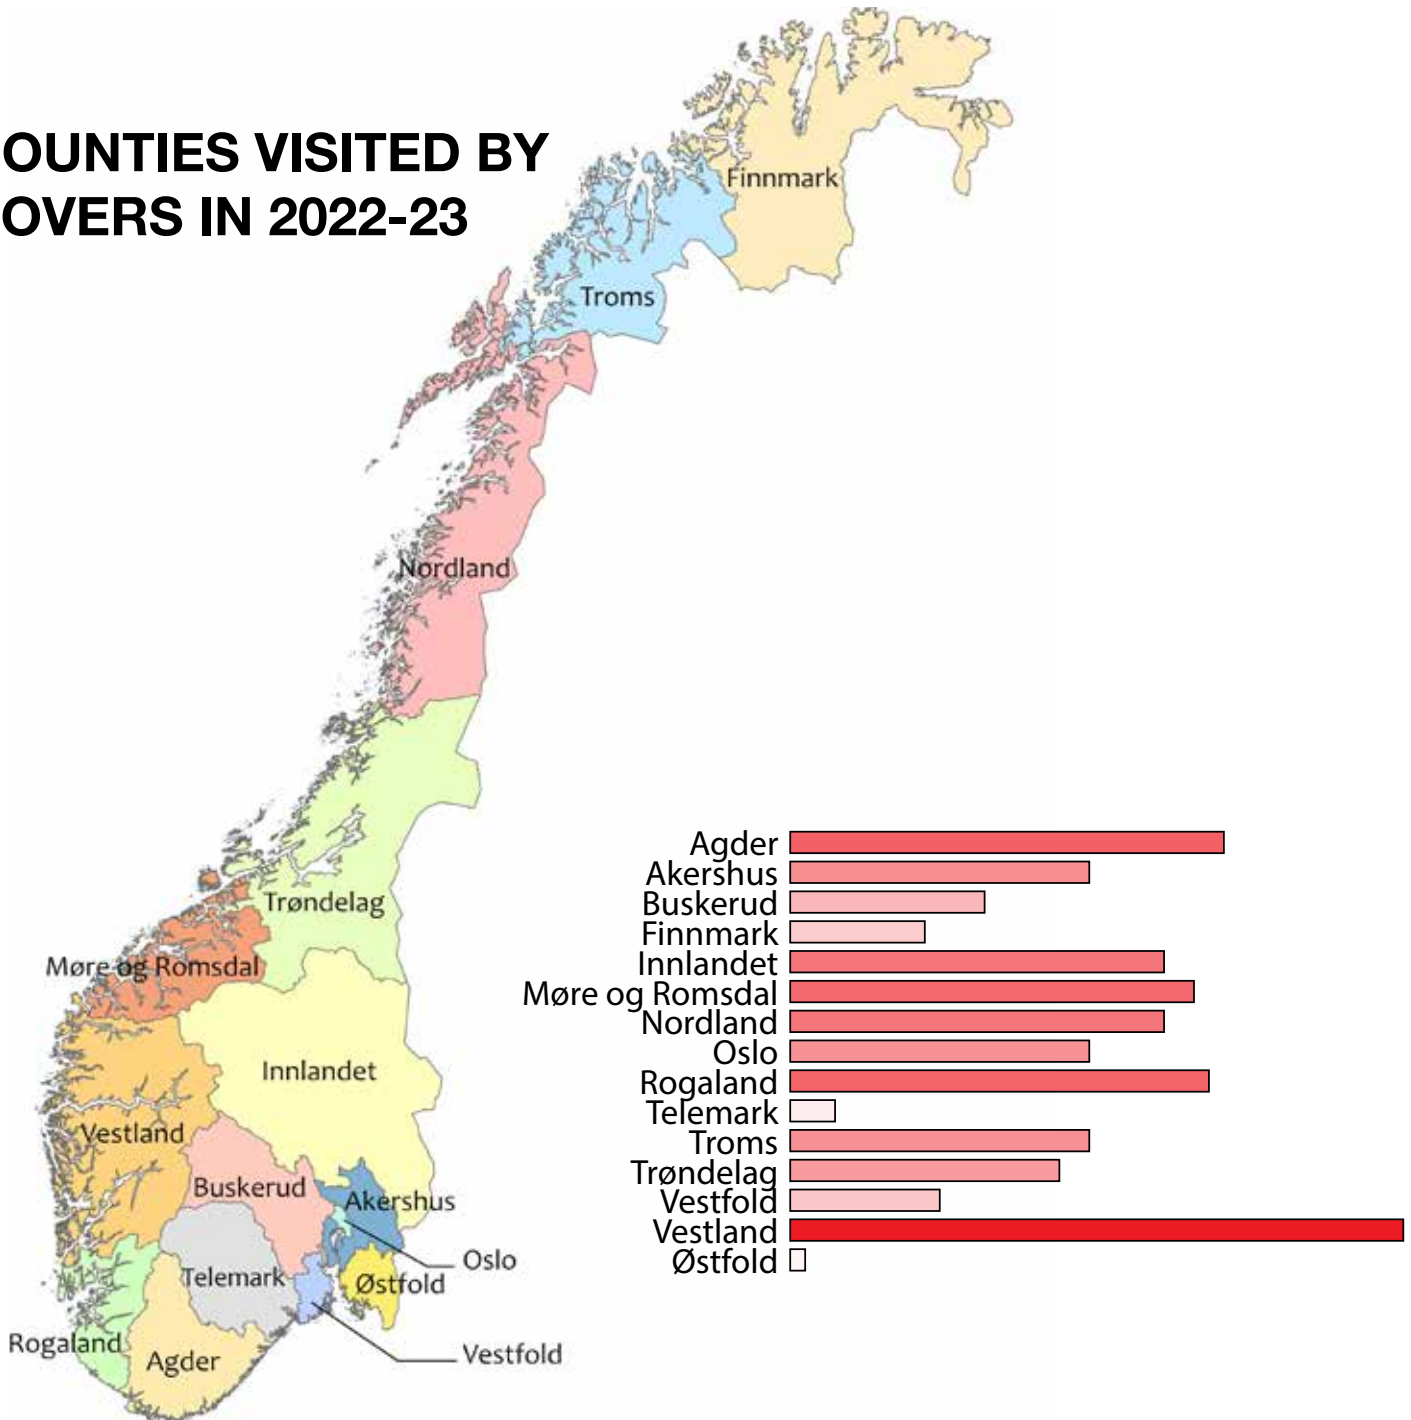 OUNTIES VISITED BY
OVERS IN 2022-23
Finnmark
Troms
Nordland
Trøndelag
Møre og Romsdal
Innlandet
Vestland
Buskerud
Akershus
Oslo
Telemark
Østfold
Rogaland
Agder
Vestfold
Agder
Akershus
Buskerud
Finnmark
Innlandet
Møre og Romsdal
Nordland
Oslo
Rogaland
Telemark
Troms
Trøndelag
Vestfold
Vestland
Østfold